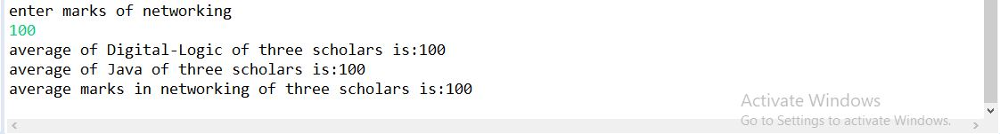 enter marks of networking
100
average of Digital-Logic of three scholars is:100
average of Java of three scholars is:100
average marks in networking of three scholars is:100
Activate Windows
Go to Settings to activate Windows.